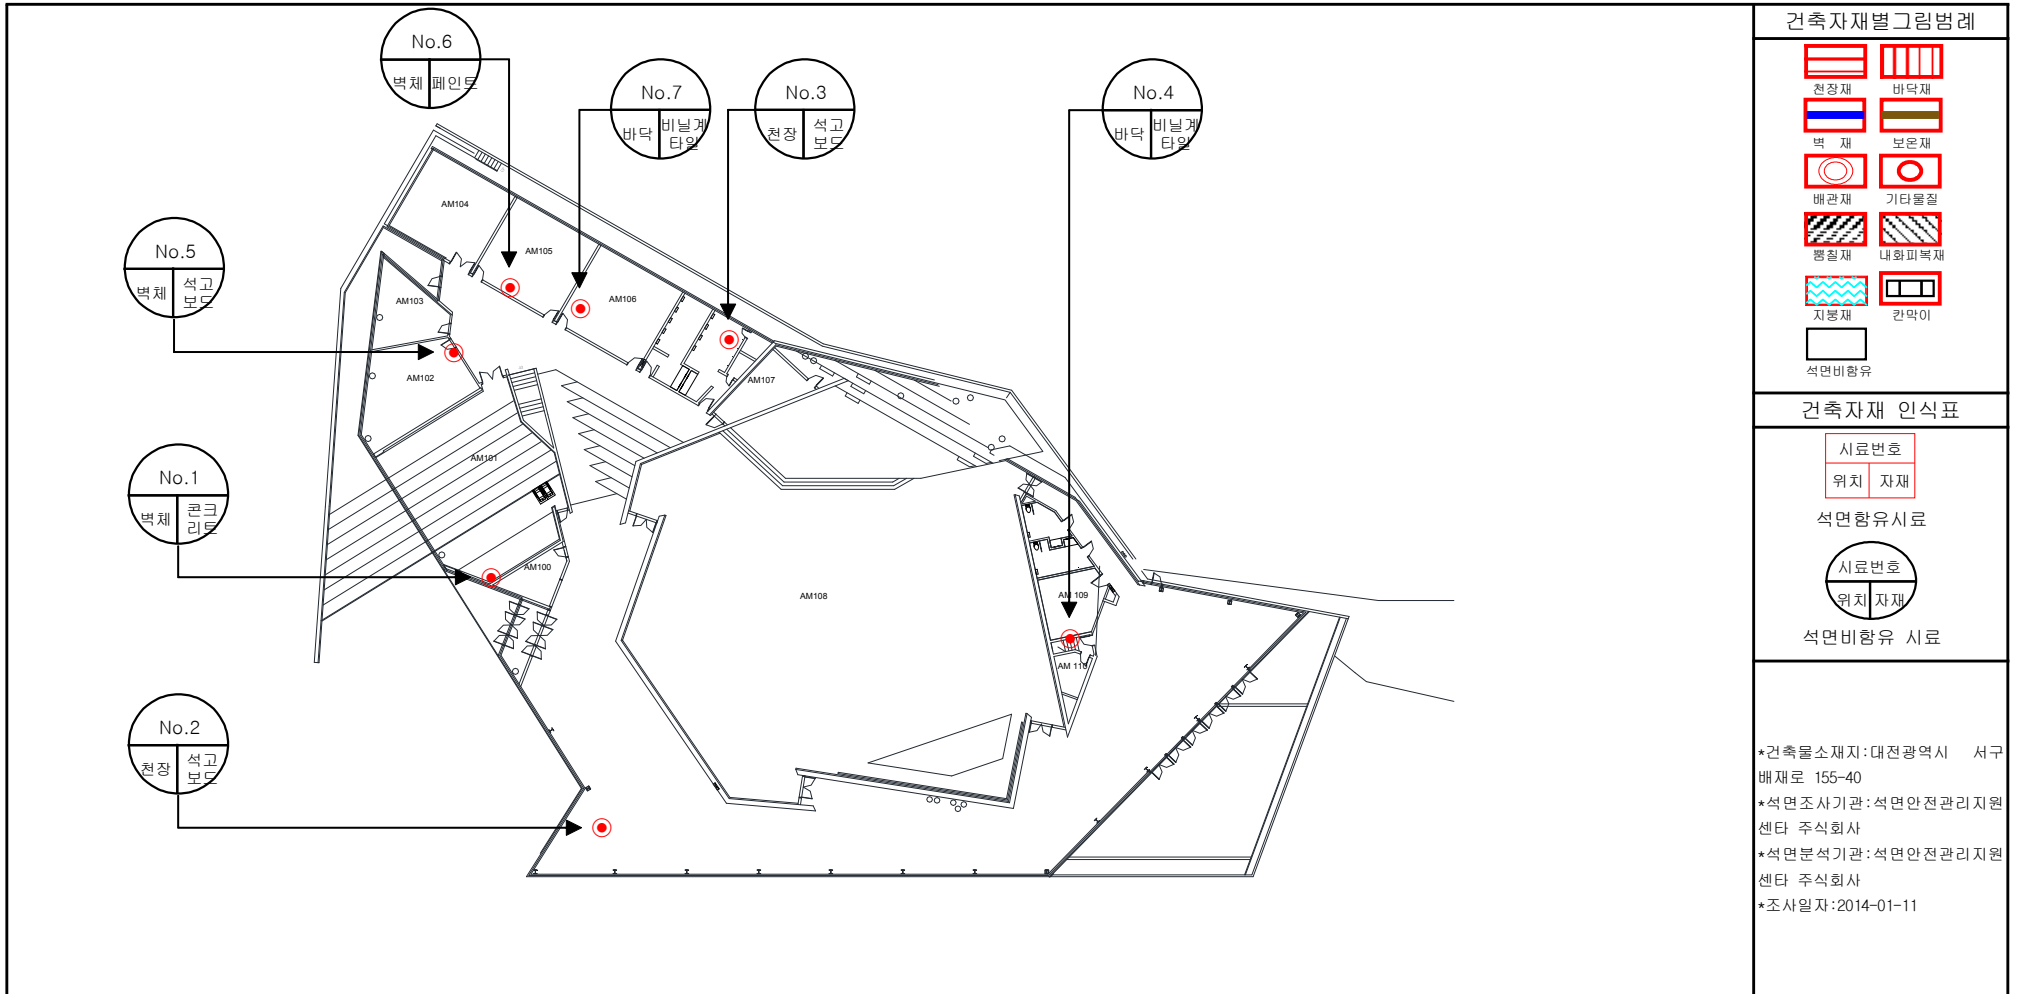 No.6
벽체 페인트
No.7
바닥 비닐계
타일
No.3
천장 석고
보드
No.4
바닥 비닐계
타일
No.5
벽체 석고
보드
No.1
벽체 콘크
리트
No.2
천장 석고
보드
AM104
AM105
AM106
AM103
AM102
AM107
AM101
AM100
AM108
AM 109
AM 110
건축자재별그림범례
천장재 바닥재
벽 재 보온재
배관재 기타물질
뿜칠재 내화피복재
지붕재 칸막이
석면비함유
건축자재 인식표
시료번호
위치 자재
석면함유시료
시료번호
위치 자재
석면비함유 시료
*건축물소재지:대전광역시 서구
배재로 155-40
*석면조사기관:석면안전관리지원
센타 주식회사
*석면분석기관:석면안전관리지원
센타 주식회사
*조사일자:2014-01-11